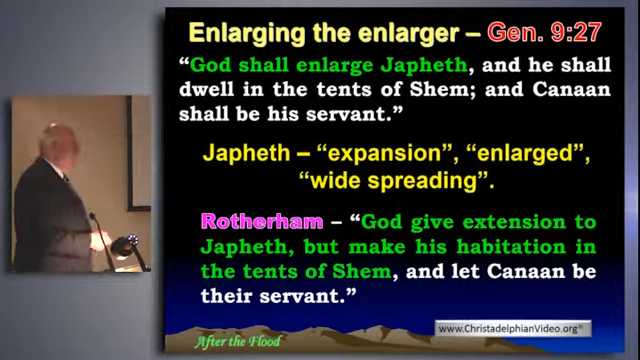 Enlarging the enlarger – Gen. 9:27
“God shall enlarge Japheth, and he shall
dwell in the tents of Shem; and Canaan
shall be his servant.”
Japheth – “expansion”, “enlarged”,
“wide spreading”.
Rotherham – “God give extension to
Japheth, but make his habitation in
the tents of Shem, and let Canaan be
their servant.”
After the Flood
www.ChristadelphianVideo.org